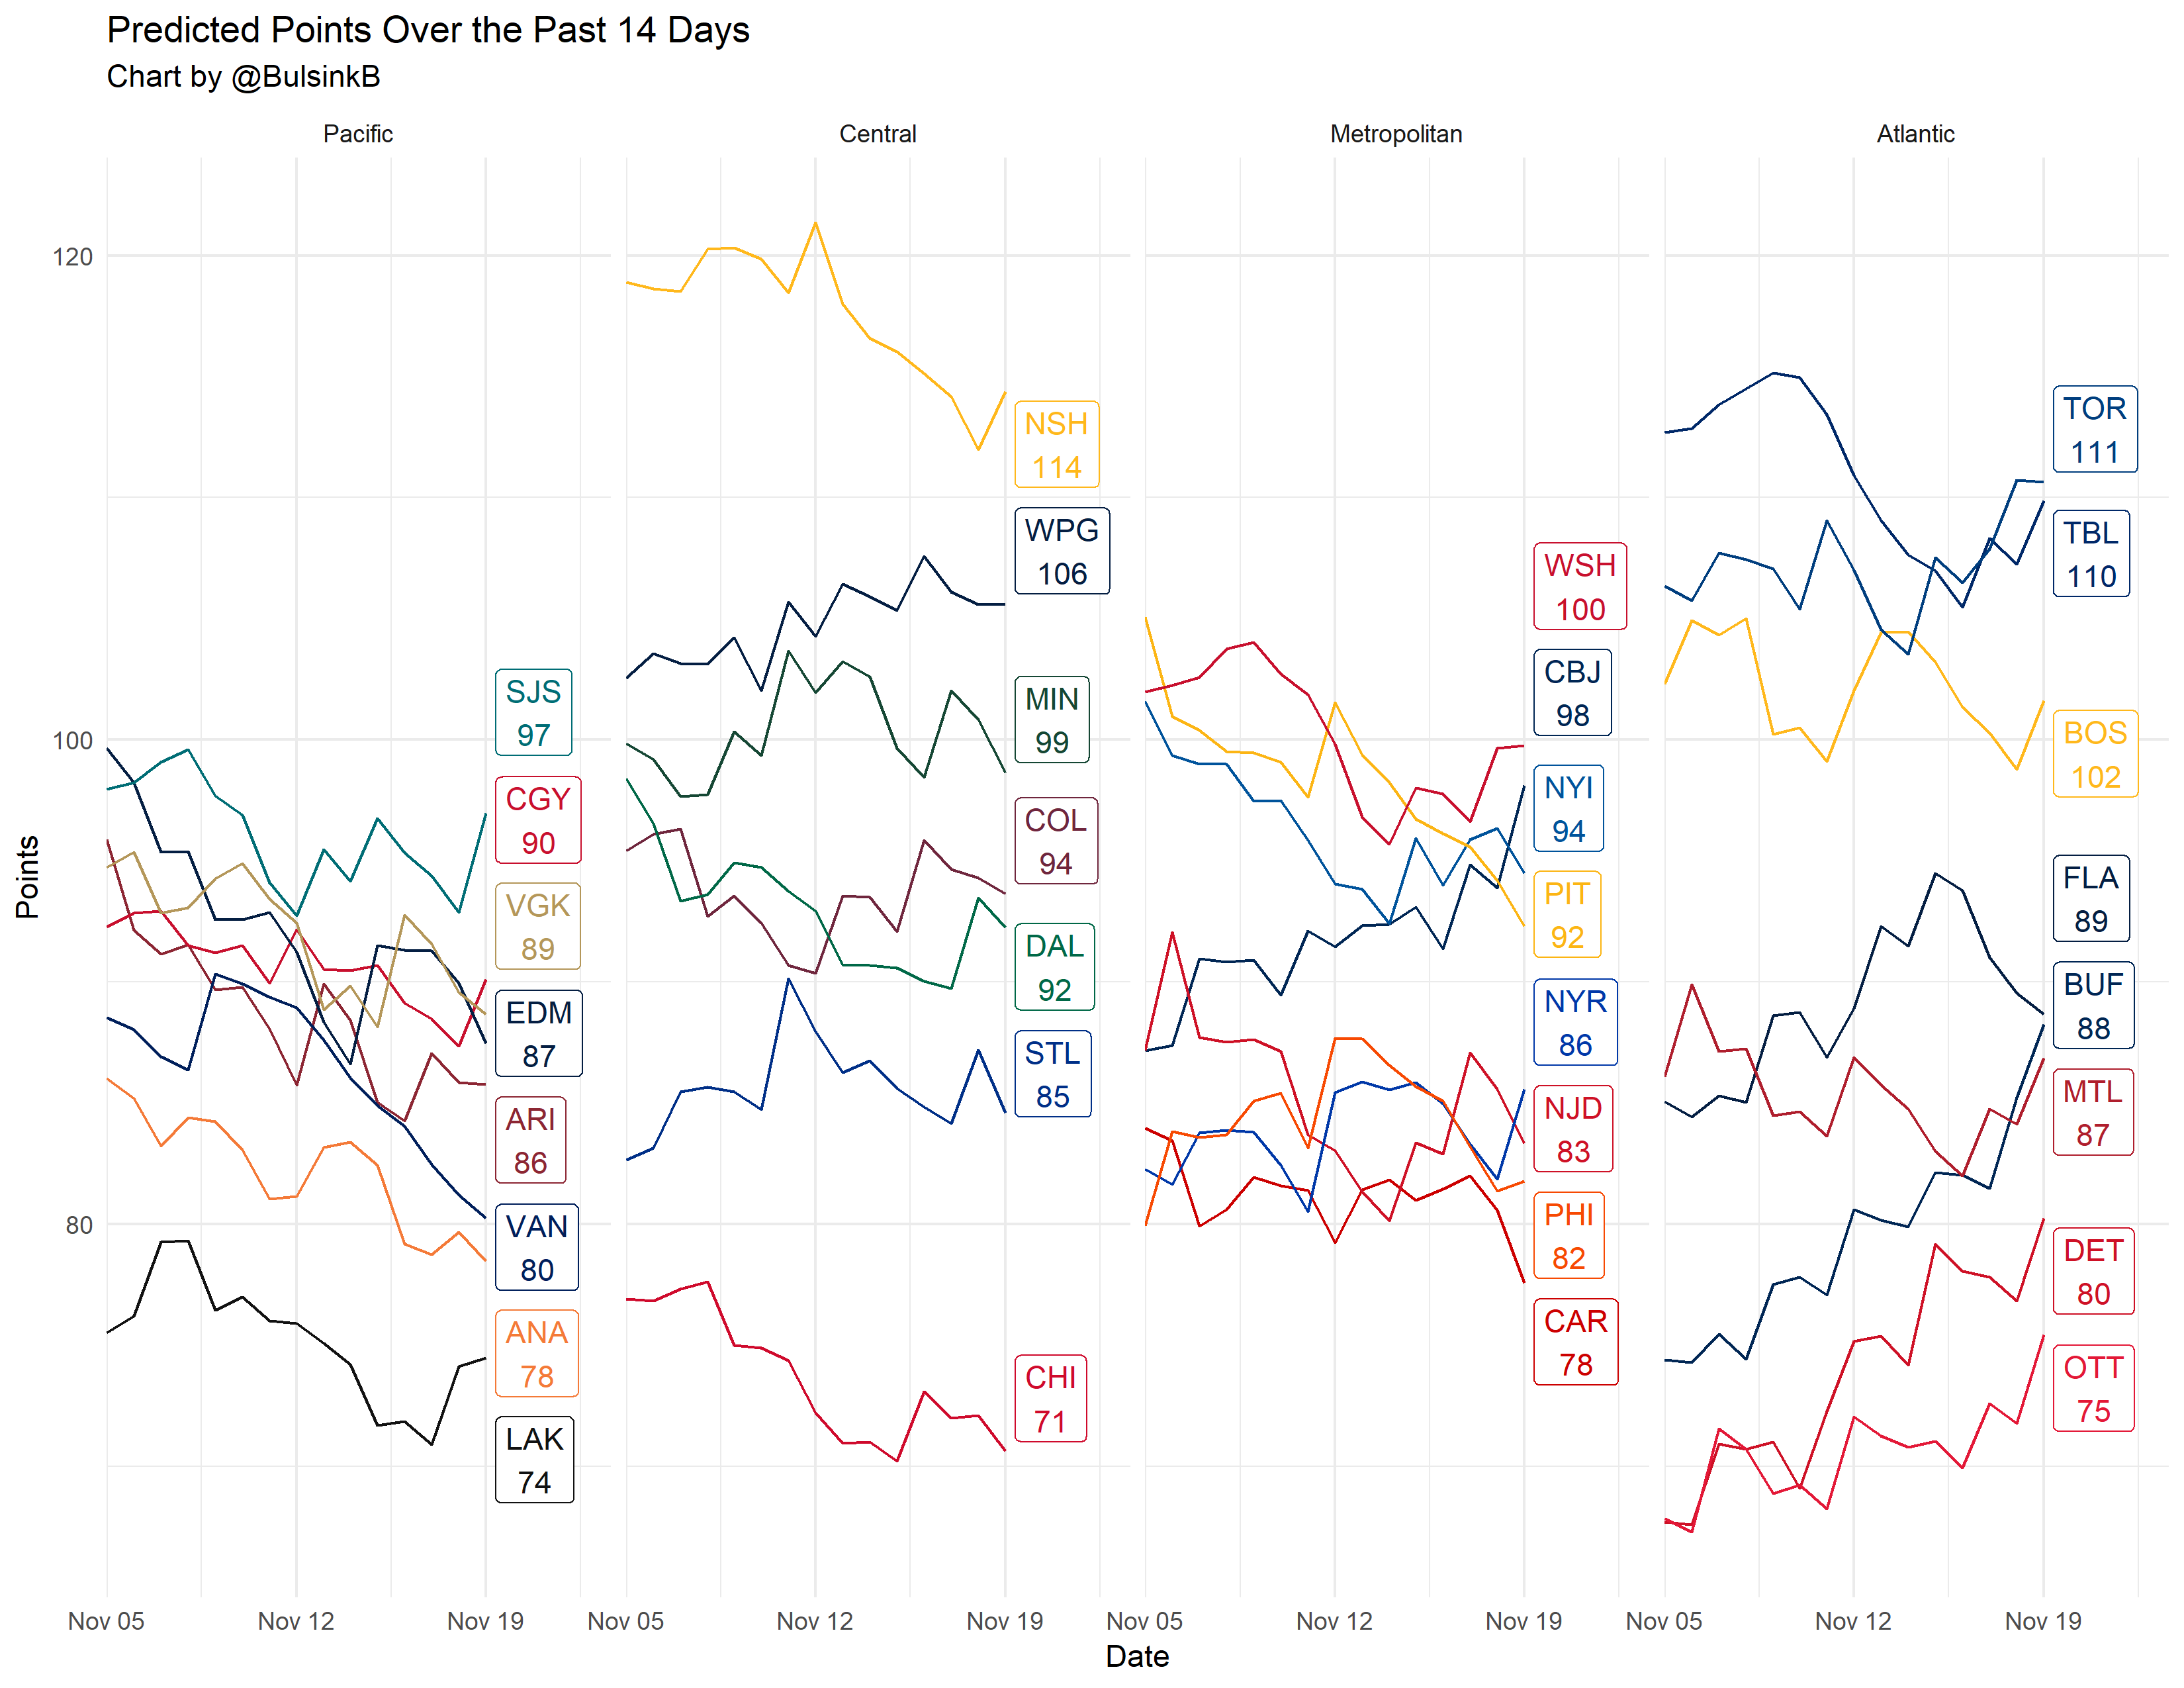 Predicted Points Over the Past 14 Days
Chart by @BulsinkB
Pacific
Central
Metropolitan
Atlantic
Points
120
100
80
SJS
97
CGY
90
VGK
89
EDM
87
ARI
86
VAN
80
ANA
78
LAK
74
NSH
114
WPG
106
MIN
99
COL
94
DAL
92
STL
85
CHI
71
WSH
100
CBJ
98
NYI
94
PIT
92
NYR
86
NJD
83
PHI
82
CAR
78
TOR
111
TBL
110
BOS
102
FLA
89
BUF
88
MTL
87
DET
80
OTT
75
Nov 05 Nov 12 Nov 19 Nov 05 Nov 12 Nov 19 Nov 05 Nov 12 Nov 19 Nov 05 Nov 12 Nov 19
Date